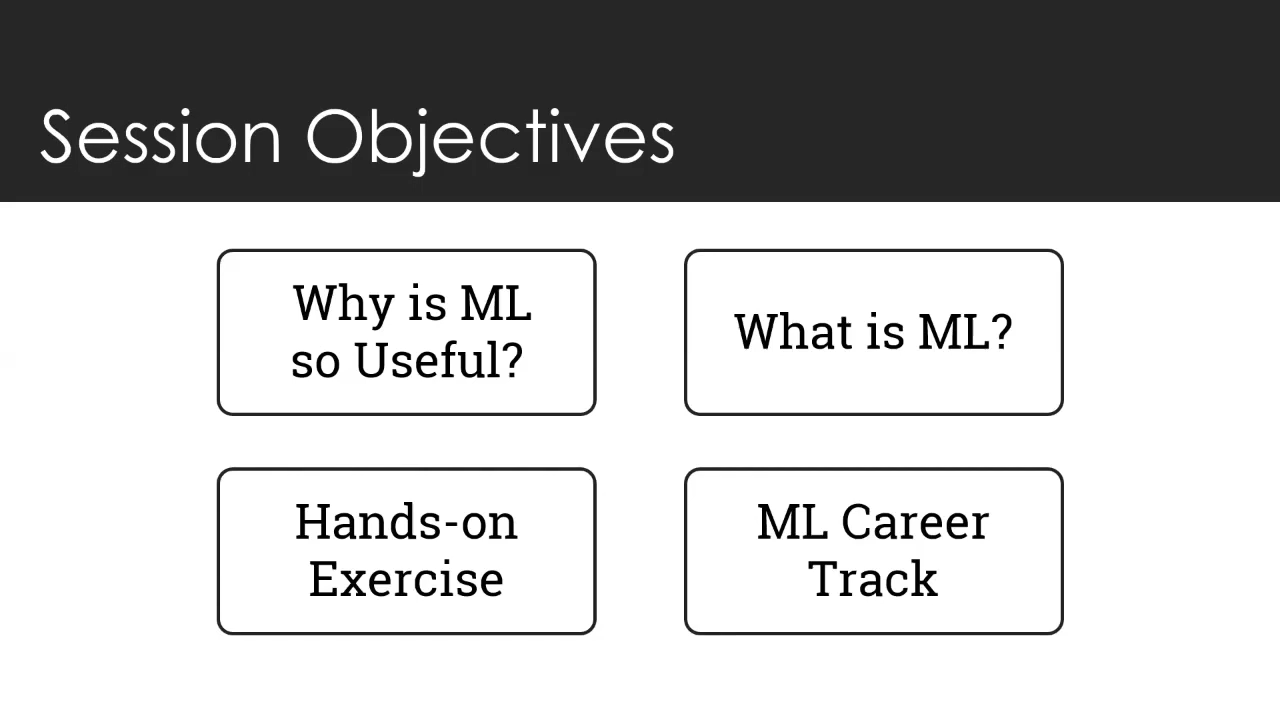 Session Objectives
Why is ML
so Useful?
What is ML?
Hands-on
Exercise
ML Career
Track